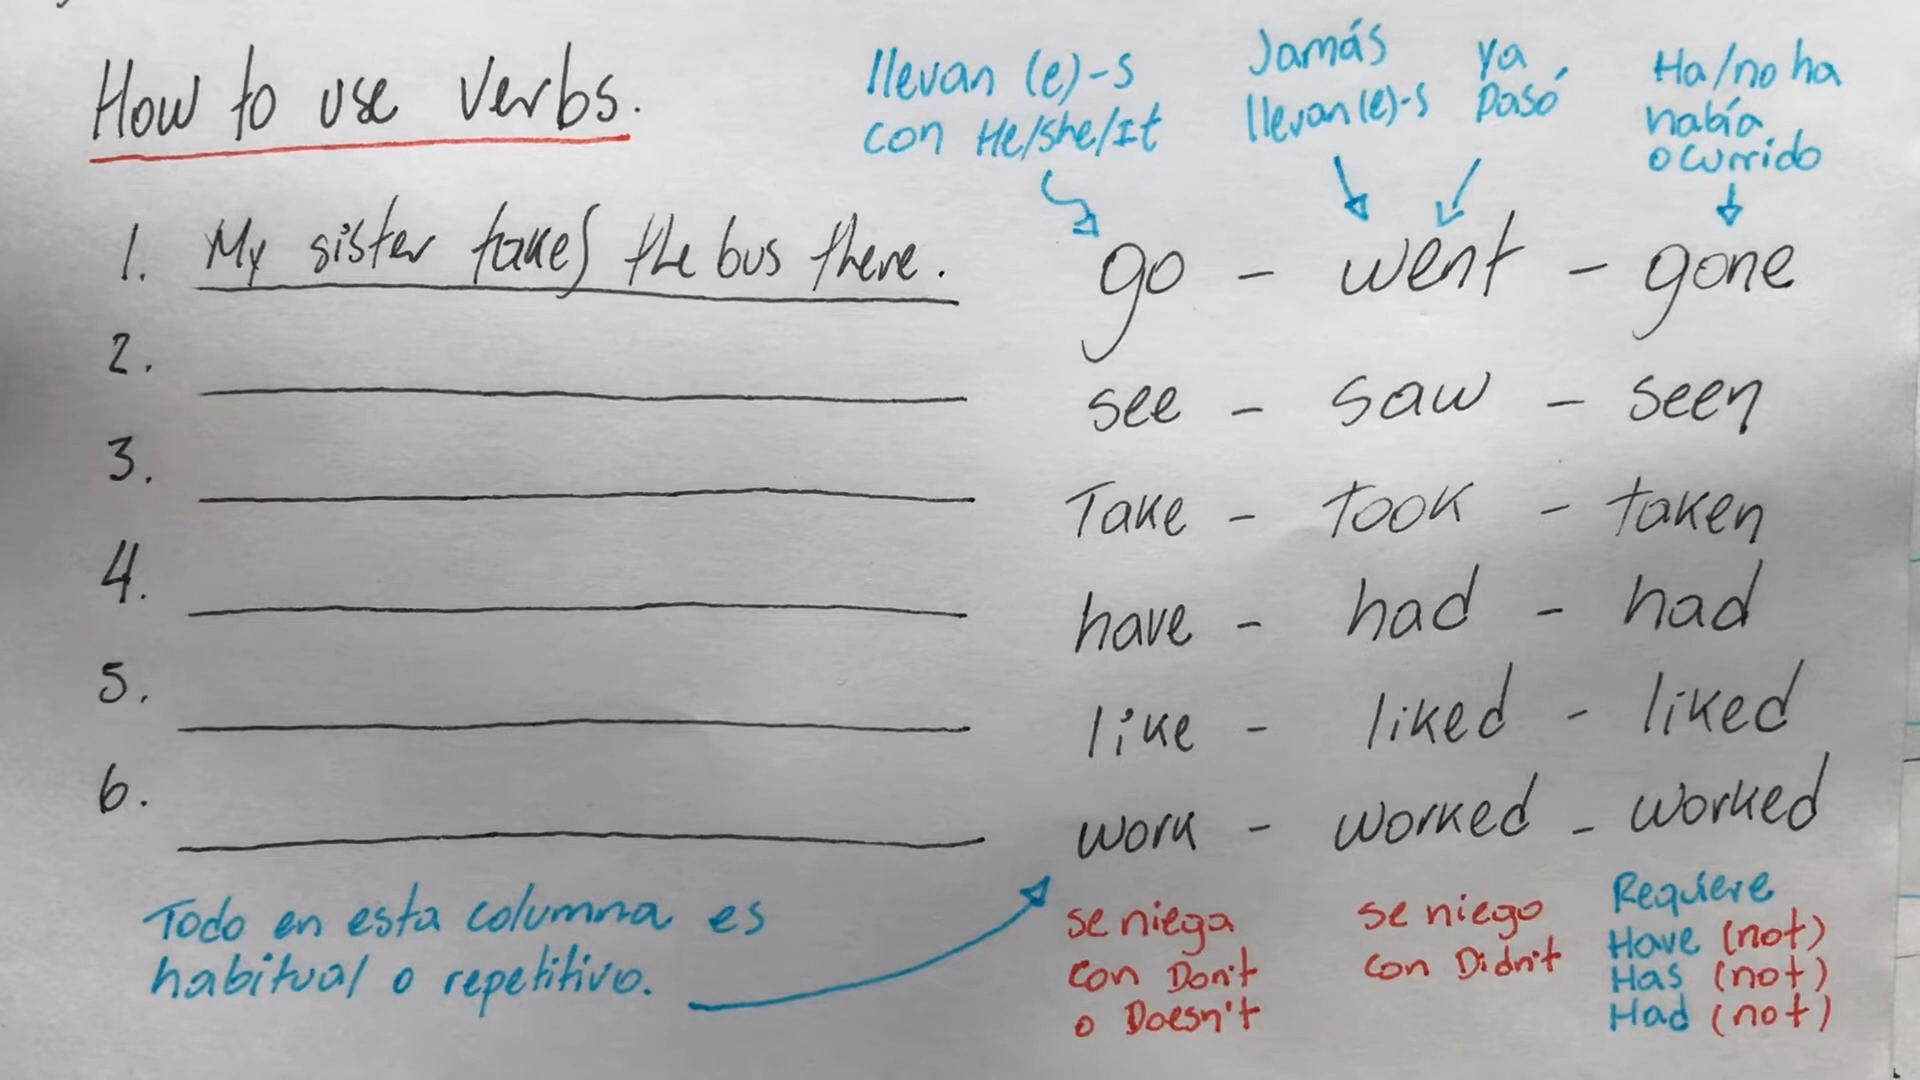 How to use verbs.
llevan (e)-s
con He/She/It
Jamás
llevan(e)-s
ya
pasó
Ha/no ha
había
ocurrido
1. My sister takes the bus there.
go - went - gone
2.
see - saw - seen
3.
Take - took - taken
4.
have - had - had
5.
like - liked - liked
6.
work - worked - worked
Todo en esta columna es
habitual o repetitivo.
se niega
con Don't
o Doesn't
se niego
con Didn't
Requiere
Have (not)
Has (not)
Had (not)